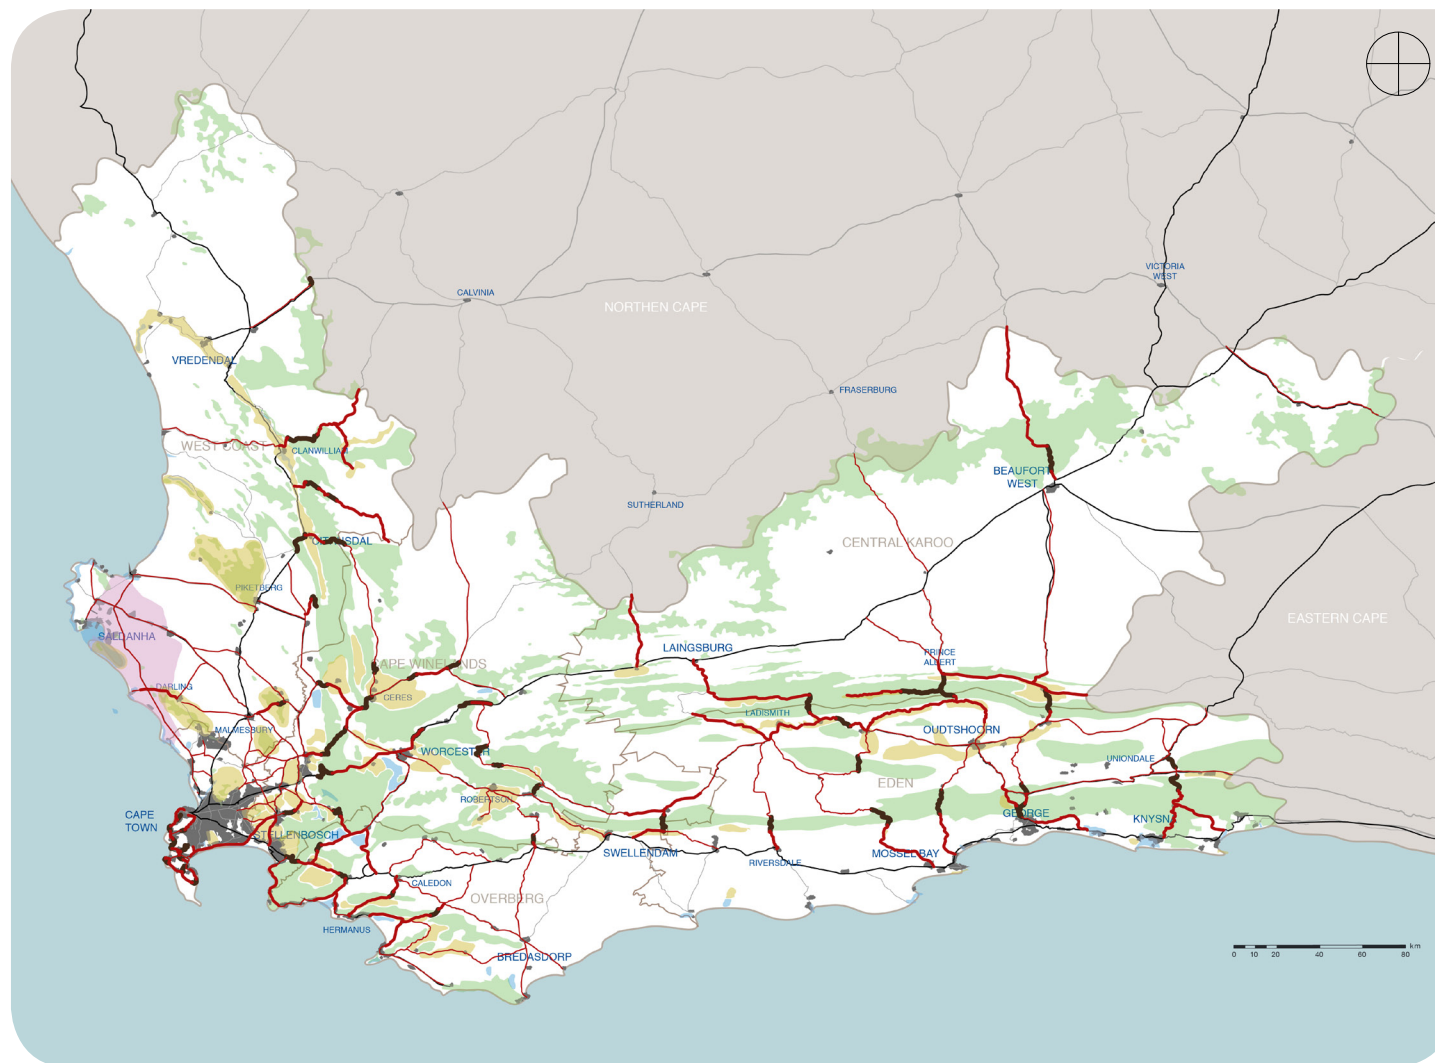 VICTORIA
WEST
CALVINIA
NORTHEN CAPE
VREDENDAL
FRASERBURG
WEST COAST
CLANWILLIAM
BEAUFORT
WEST
SUTHERLAND
CITRUSDAL
CENTRAL KAROO
PIKETBERG
EASTERN CAPE
SALDANHA
LAINGSBURG
PRINCE
ALBERT
CAPE WINELANDS
DARLING
CERES
LADISMITH
MALMESBURY
OUDTSHOORN
WORCESTER
UNIONDALE
EDEN
ROBERTSON
CAPE
TOWN
GEORGE
KNYSNA
STELLENBOSCH
SWELLENDAM
MOSSEL BAY
RIVERSDALE
CALEDON
OVERBERG
HERMANUS
BREDASDORP
km
0 10 20 40 60 80